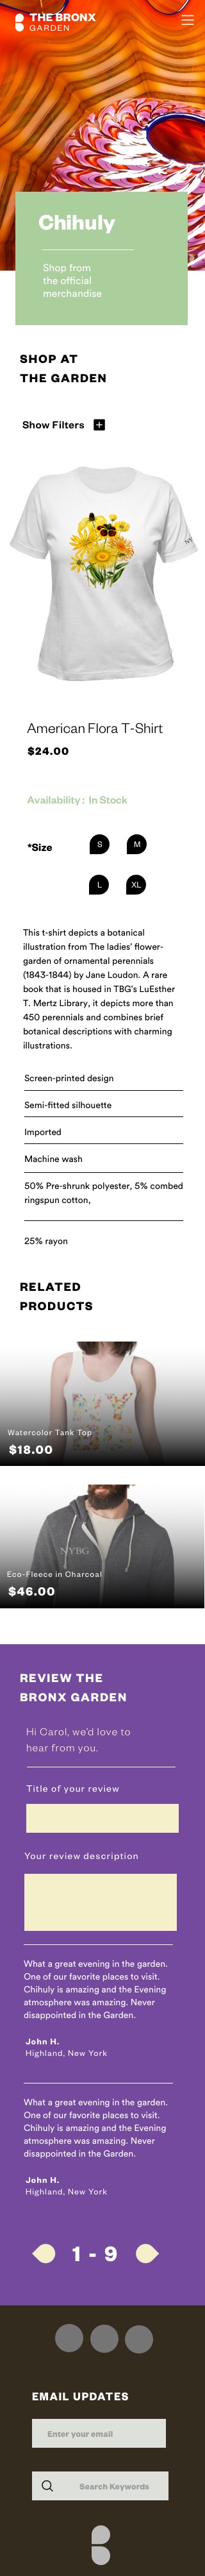 THE BRONX
GARDEN
Chihuly
Shop from
the official
merchandise
SHOP AT
THE GARDEN
Show Filters
American Flora T-Shirt
$24.00
Availability: In Stock
*Size
S
M
L
XL
This t-shirt depicts a botanical
illustration from The ladies' flower-
garden of ornamental perennials
(1843-1844) by Jane Loudon. A rare
book that is housed in TBG's LuEsther
T. Mertz Library, it depicts more than
450 perennials and combines brief
botanical descriptions with charming
illustrations.
Screen-printed design
Semi-fitted silhouette
Imported
Machine wash
50% Pre-shrunk polyester, 5% combed
ringspun cotton,
25% rayon
RELATED
PRODUCTS
Watercolor Tank Top
$18.00
NYBG
Eco-Fleece in Charcoal
$46.00
REVIEW THE
BRONX GARDEN
Hi Carol, we'd love to
hear from you.
Title of your review
Your review description
What a great evening in the garden.
One of our favorite places to visit.
Chihuly is amazing and the Evening
atmosphere was amazing. Never
disappointed in the Garden.
John H.
Highland, New York
What a great evening in the garden.
One of our favorite places to visit.
Chihuly is amazing and the Evening
atmosphere was amazing. Never
disappointed in the Garden.
John H.
Highland, New York
1 - 9
EMAIL UPDATES
Enter your email
Search Keywords